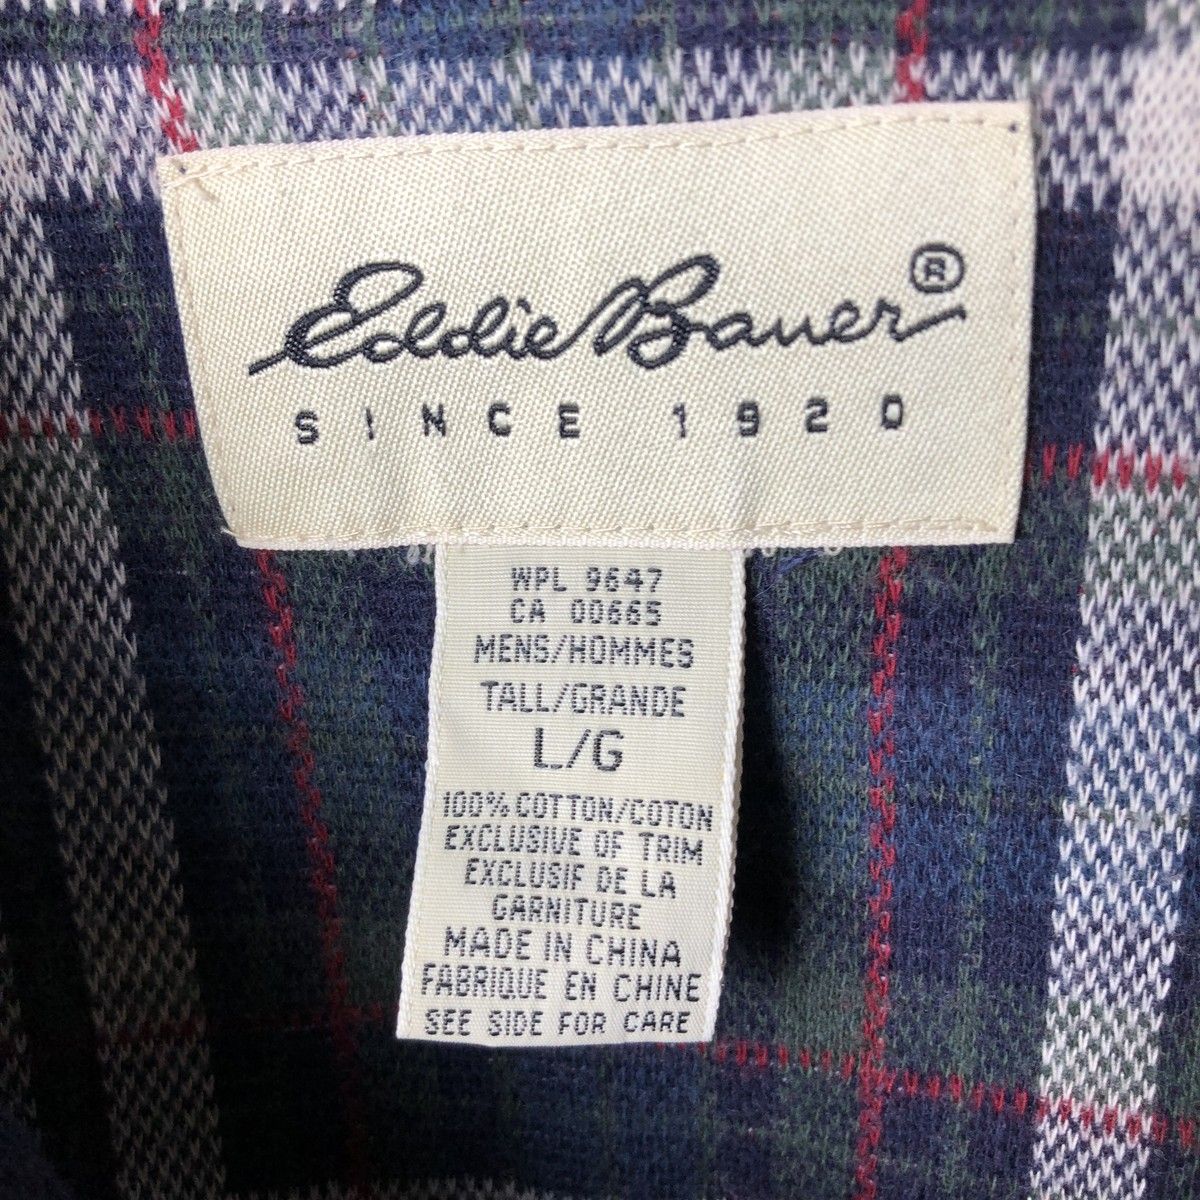 Eddie Bauer ®
SINCE 1920
WPL 9647
CA 00665
MENS/HOMMES
TALL/GRANDE
L/G
100% COTTON/COTON
EXCLUSIVE OF TRIM
EXCLUSIF DE LA
GARNITURE
MADE IN CHINA
FABRIQUE EN CHINE
SEE SIDE FOR CARE